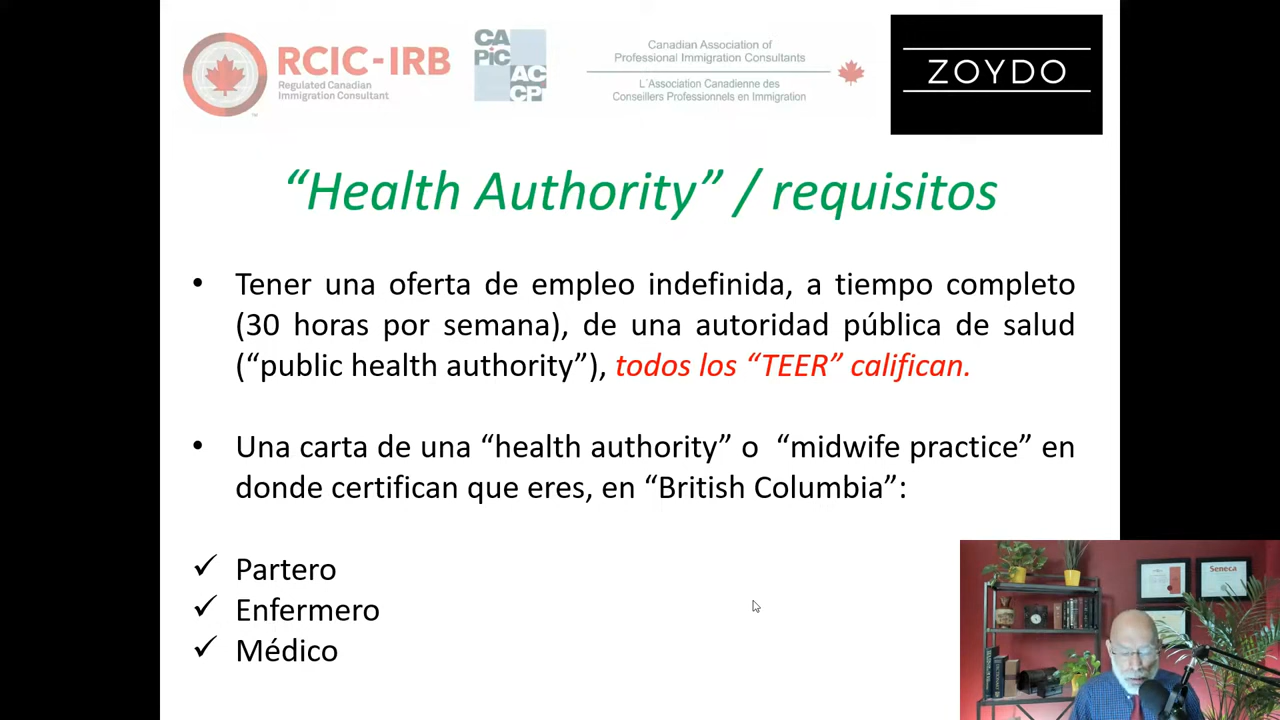 RCIC-IRB
Regulated Canadian
Immigration Consultant
CA
PiC
AC
CP
Canadian Association of
Professional Immigration Consultants
L'Association Canadienne des
Conseillers Professionnels en Immigration
ZOYDO
“Health Authority” / requisitos
• Tener una oferta de empleo indefinida, a tiempo completo
(30 horas por semana), de una autoridad pública de salud
(“public health authority”), todos los “TEER” califican.
• Una carta de una “health authority” o “midwife practice” en
donde certifican que eres, en “British Columbia”:
✓ Partero
✓ Enfermero
✓ Médico
Seneca